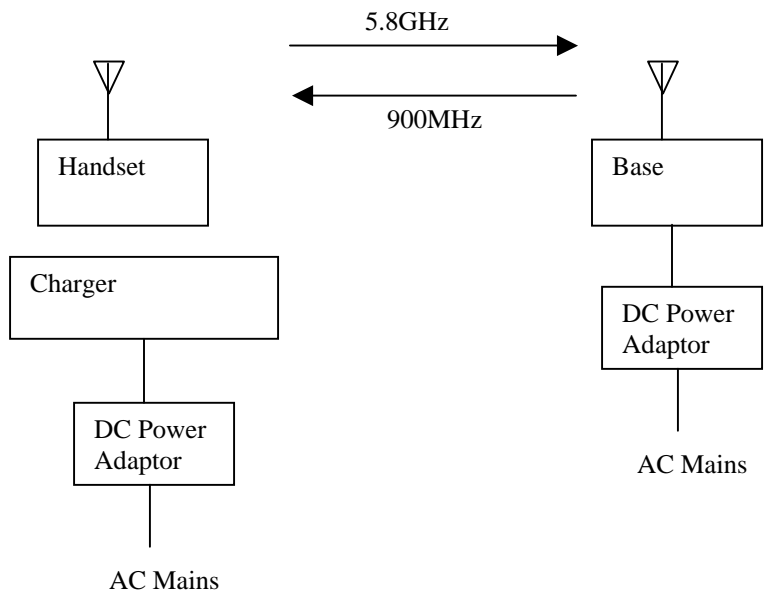 5.8GHz
900MHz
Handset
Base
Charger
DC Power
Adaptor
AC Mains
DC Power
Adaptor
AC Mains